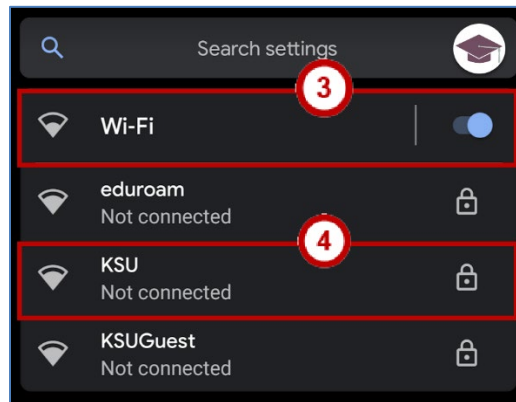 Search settings
3
Wi-Fi
eduroam
Not connected
4
KSU
Not connected
KSUGuest
Not connected